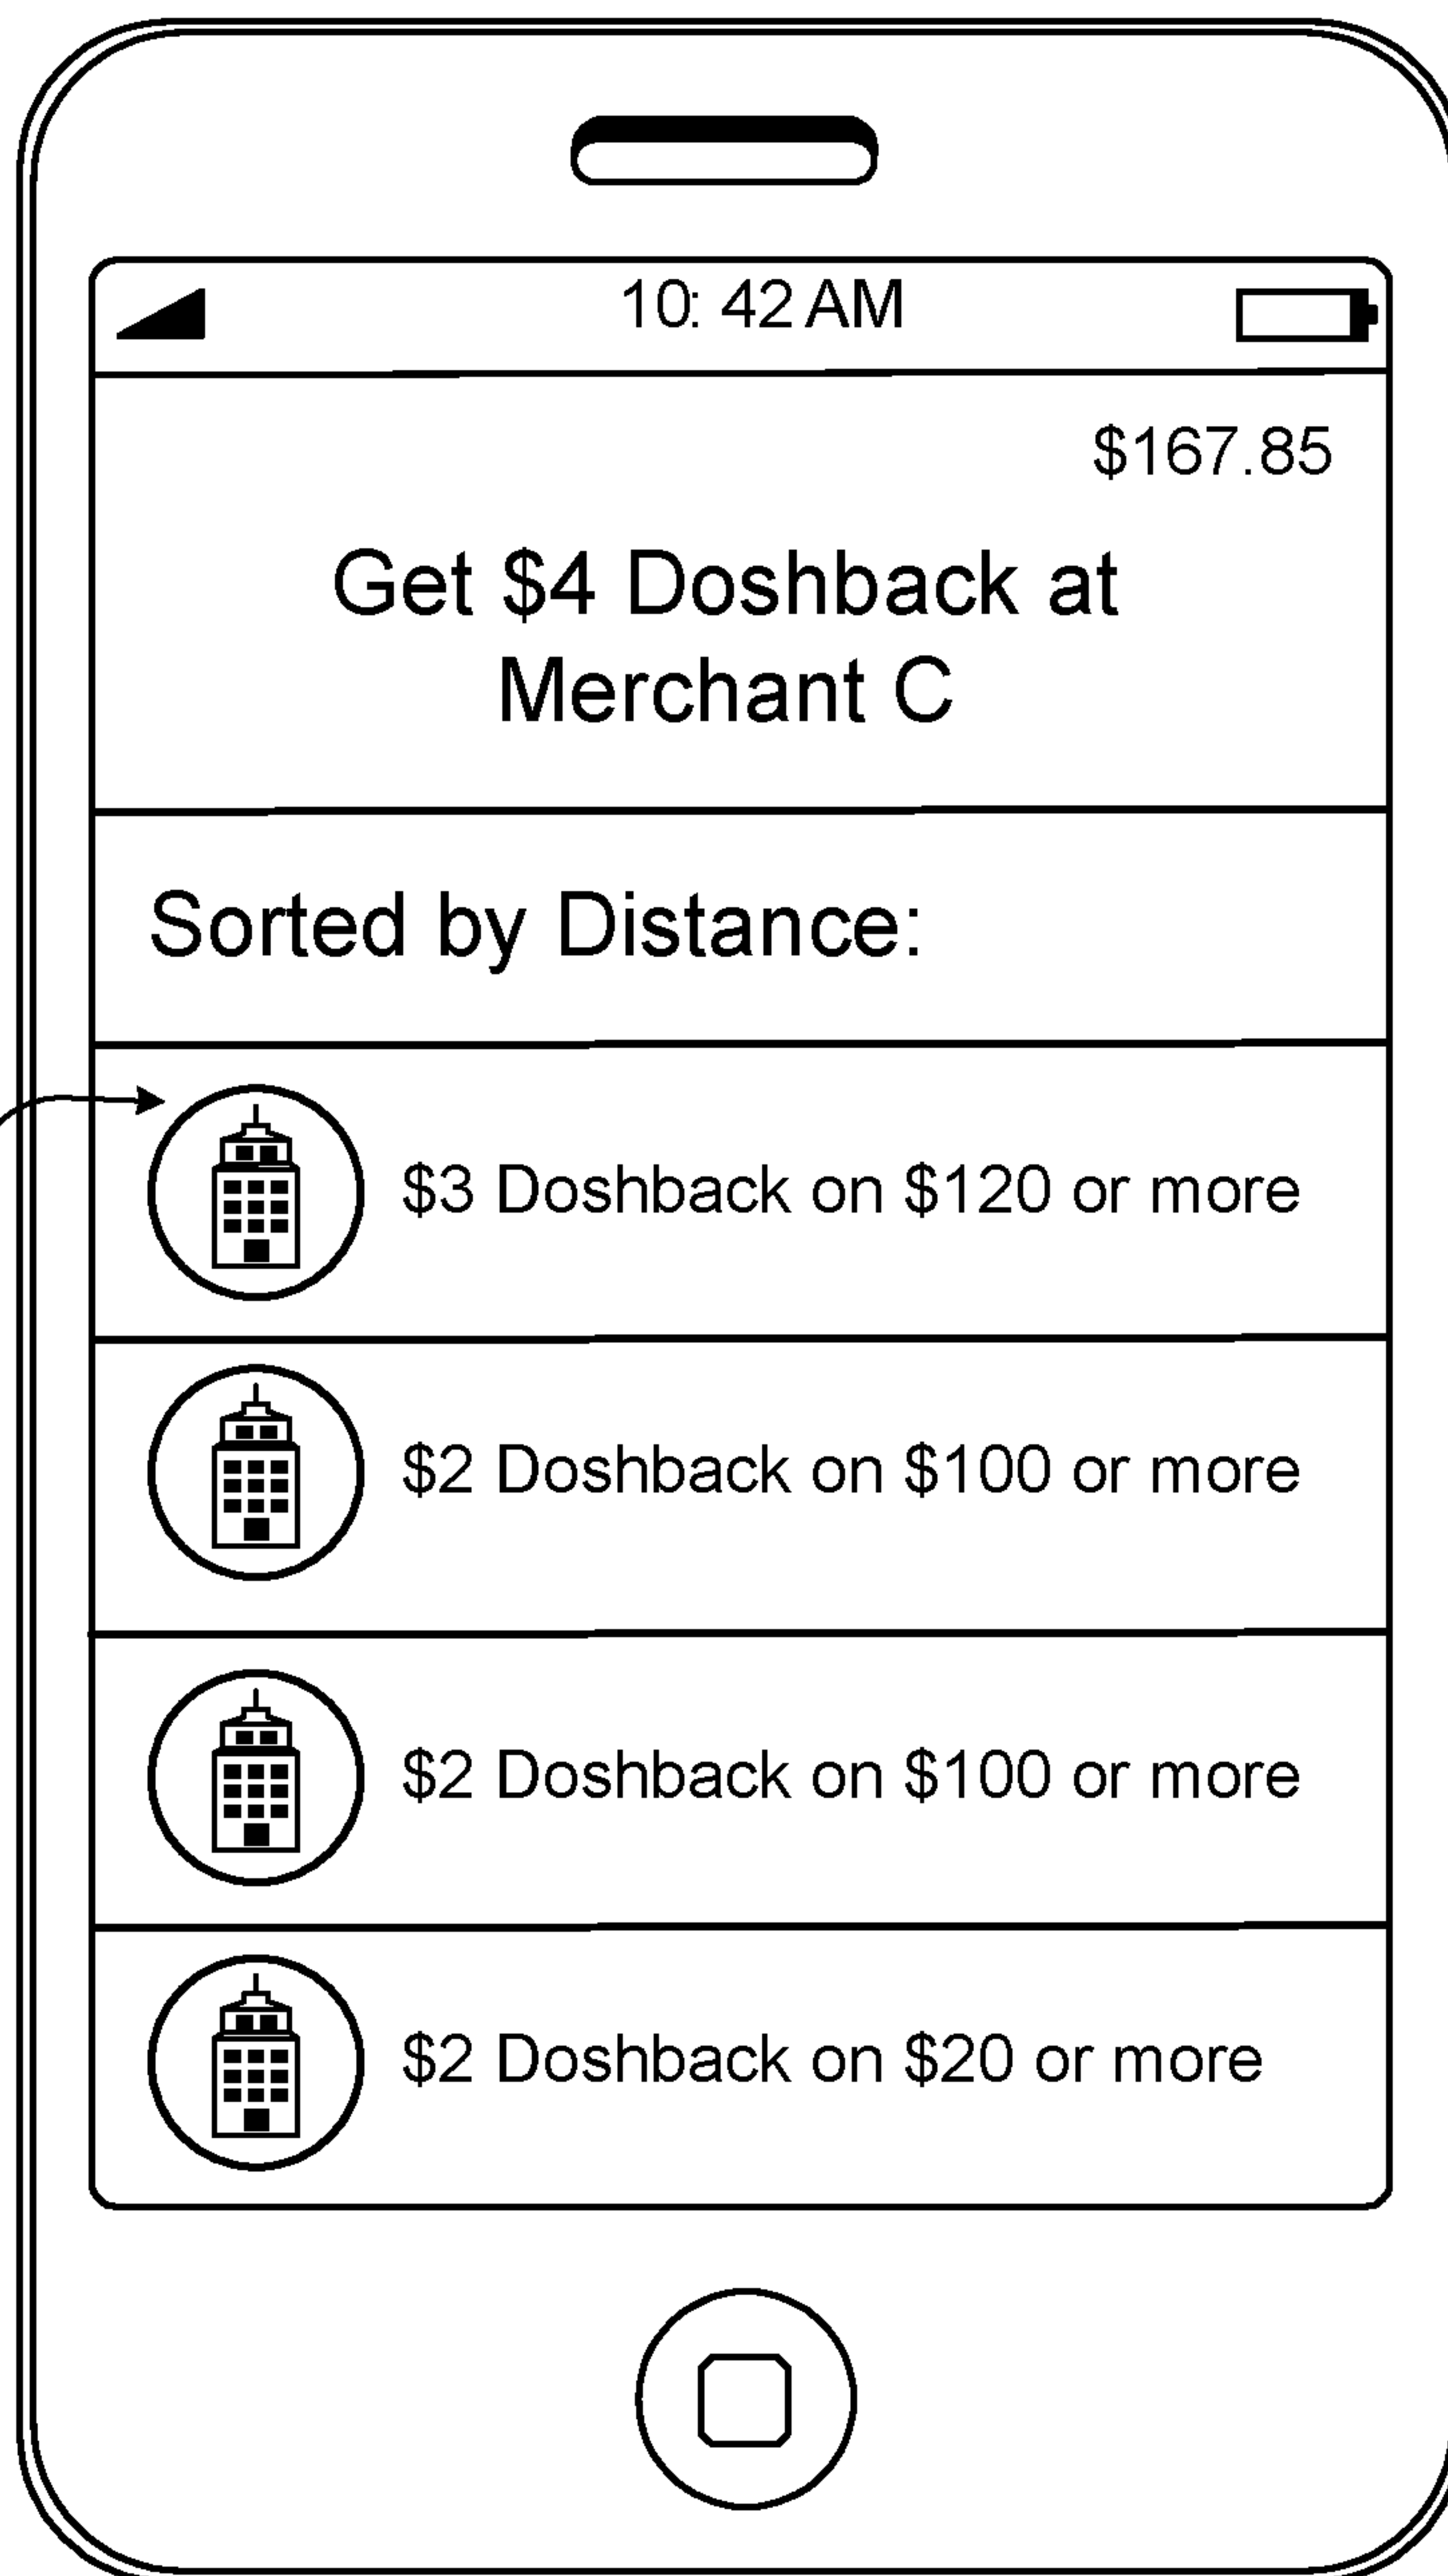 10: 42 AM
$167.85
Get $4 Doshback at
Merchant C
Sorted by Distance:
$3 Doshback on $120 or more
$2 Doshback on $100 or more
$2 Doshback on $100 or more
$2 Doshback on $20 or more